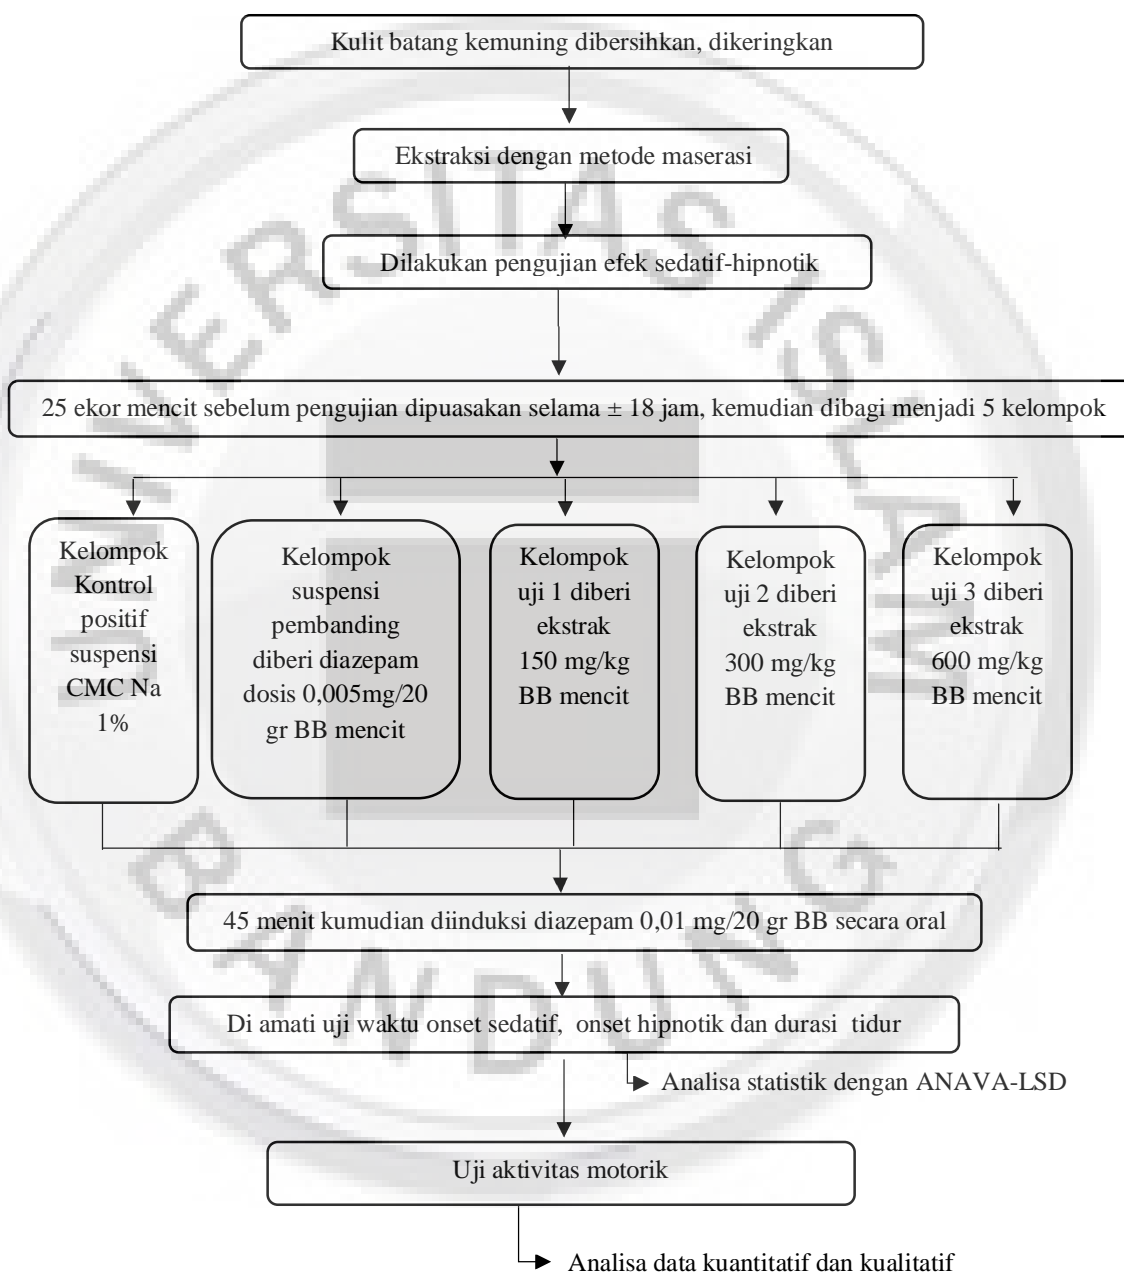 Kulit batang kemuning dibersihkan, dikeringkan
Ekstraksi dengan metode maserasi
Dilakukan pengujian efek sedatif-hipnotik
25 ekor mencit sebelum pengujian dipuasakan selama ± 18 jam, kemudian dibagi menjadi 5 kelompok
Kelompok
Kontrol
positif
suspensi
CMC Na
1%
Kelompok
suspensi
pembanding
diberi diazepam
dosis 0,005mg/20
gr BB mencit
Kelompok
uji 1 diberi
ekstrak
150 mg/kg
BB mencit
Kelompok
uji 2 diberi
ekstrak
300 mg/kg
BB mencit
Kelompok
uji 3 diberi
ekstrak
600 mg/kg
BB mencit
45 menit kumudian diinduksi diazepam 0,01 mg/20 gr BB secara oral
Di amati uji waktu onset sedatif, onset hipnotik dan durasi tidur
Analisa statistik dengan ANAVA-LSD
Uji aktivitas motorik
Analisa data kuantitatif dan kualitatif
UNIVERSITAS ISLAM
BANDUNG